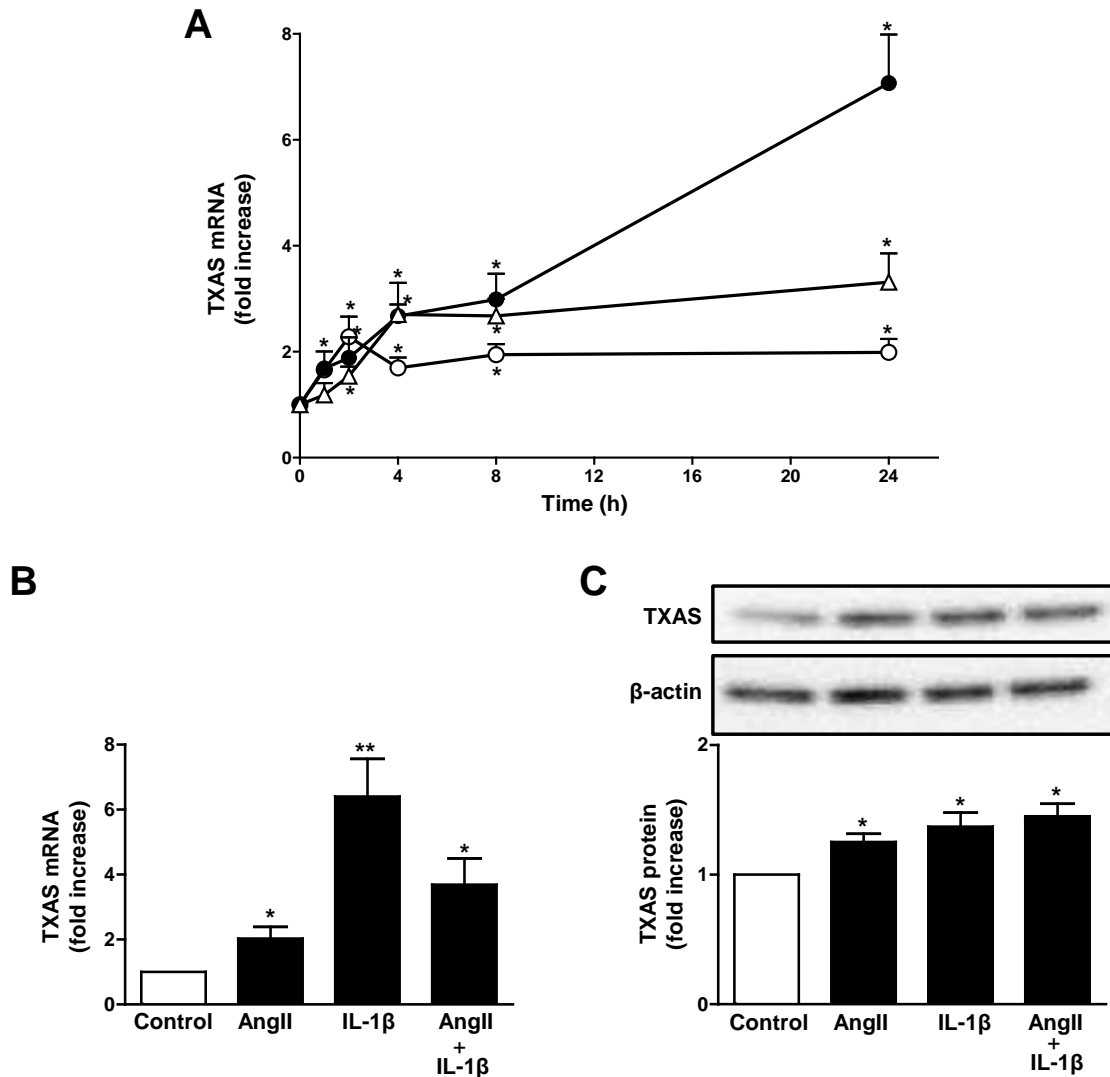 A
8
6
4
2
0
TXAS mRNA
(fold increase)
* * * * * * * * * * * *
0 4 8 12 16 20 24
Time (h)
B
8
6
4
2
0
TXAS mRNA
(fold increase)
* ** *
Control AngII IL-1β AngII
+
IL-1β
C
TXAS
β-actin
2
1
0
TXAS protein
(fold increase)
* * *
Control AngII IL-1β AngII
+
IL-1β